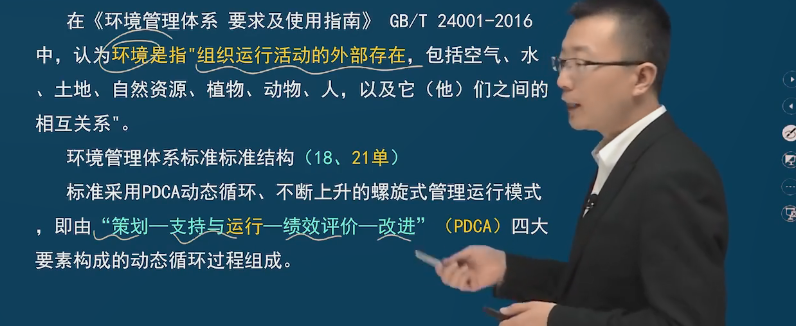 在《环境管理体系 要求及使用指南》 GB/T 24001-2016
中，认为环境是指"组织运行活动的外部存在，包括空气、水
、土地、自然资源、植物、动物、人，以及它（他）们之间的
相互关系"。
环境管理体系标准标准结构（18、21单）
标准采用PDCA动态循环、不断上升的螺旋式管理运行模式
，即由“策划—支持与运行—绩效评价—改进”（PDCA）四大
要素构成的动态循环过程组成。